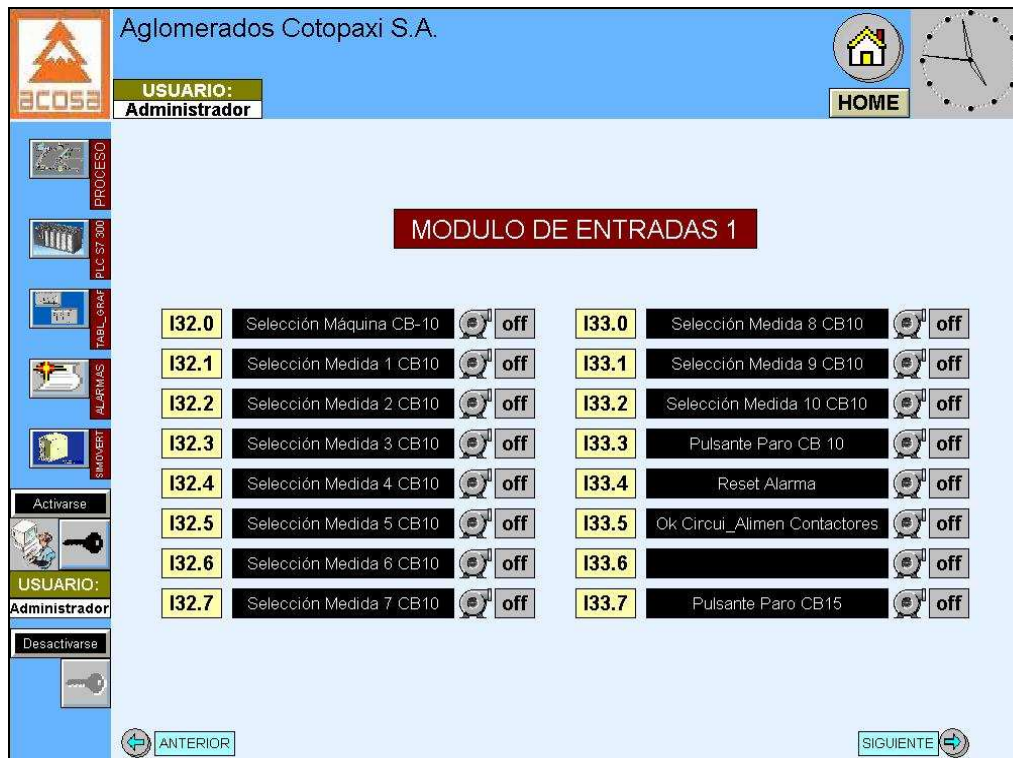 Aglomerados Cotopaxi S.A.
acosa
USUARIO:
Administrador
HOME
PROCESO
PLC S7 300
TABL_GRAF
ALARMAS
SIMOVERT
Activarse
USUARIO:
Administrador
Desactivarse
MODULO DE ENTRADAS 1
I32.0 Selección Máquina CB-10 off
I32.1 Selección Medida 1 CB10 off
I32.2 Selección Medida 2 CB10 off
I32.3 Selección Medida 3 CB10 off
I32.4 Selección Medida 4 CB10 off
I32.5 Selección Medida 5 CB10 off
I32.6 Selección Medida 6 CB10 off
I32.7 Selección Medida 7 CB10 off
I33.0 Selección Medida 8 CB10 off
I33.1 Selección Medida 9 CB10 off
I33.2 Selección Medida 10 CB10 off
I33.3 Pulsante Paro CB 10 off
I33.4 Reset Alarma off
I33.5 Ok Circui_Alimen Contactores off
I33.6 off
I33.7 Pulsante Paro CB15 off
ANTERIOR
SIGUIENTE